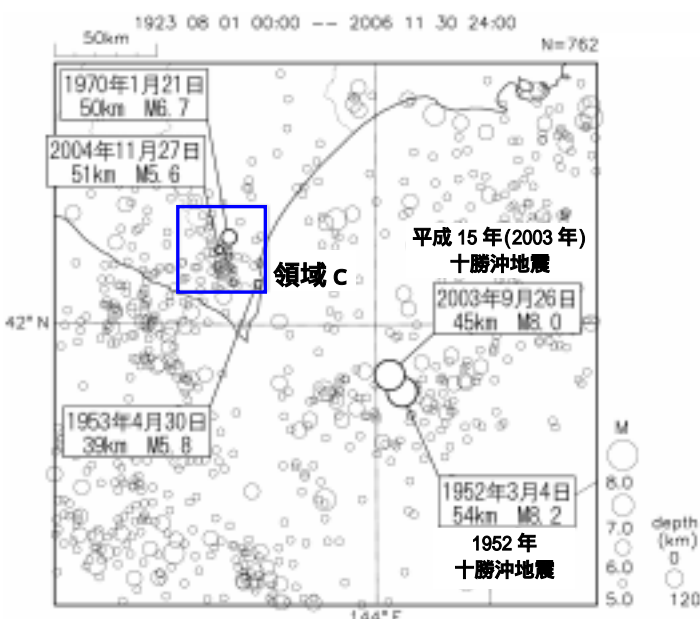 1923 08 01 00:00 -- 2006 11 30 24:00
50km
N=762
1970年1月21日
50km M6.7
2004年11月27日
51km M5.6
平成 15 年(2003 年)
十勝沖地震
領域 c
2003年9月26日
45km M8.0
42°N
1953年4月30日
39km M5.8
1952年3月4日
54km M8.2
1952 年
十勝沖地震
M
8.0
7.0
6.0
5.0
depth
(km)
0
120
144°E